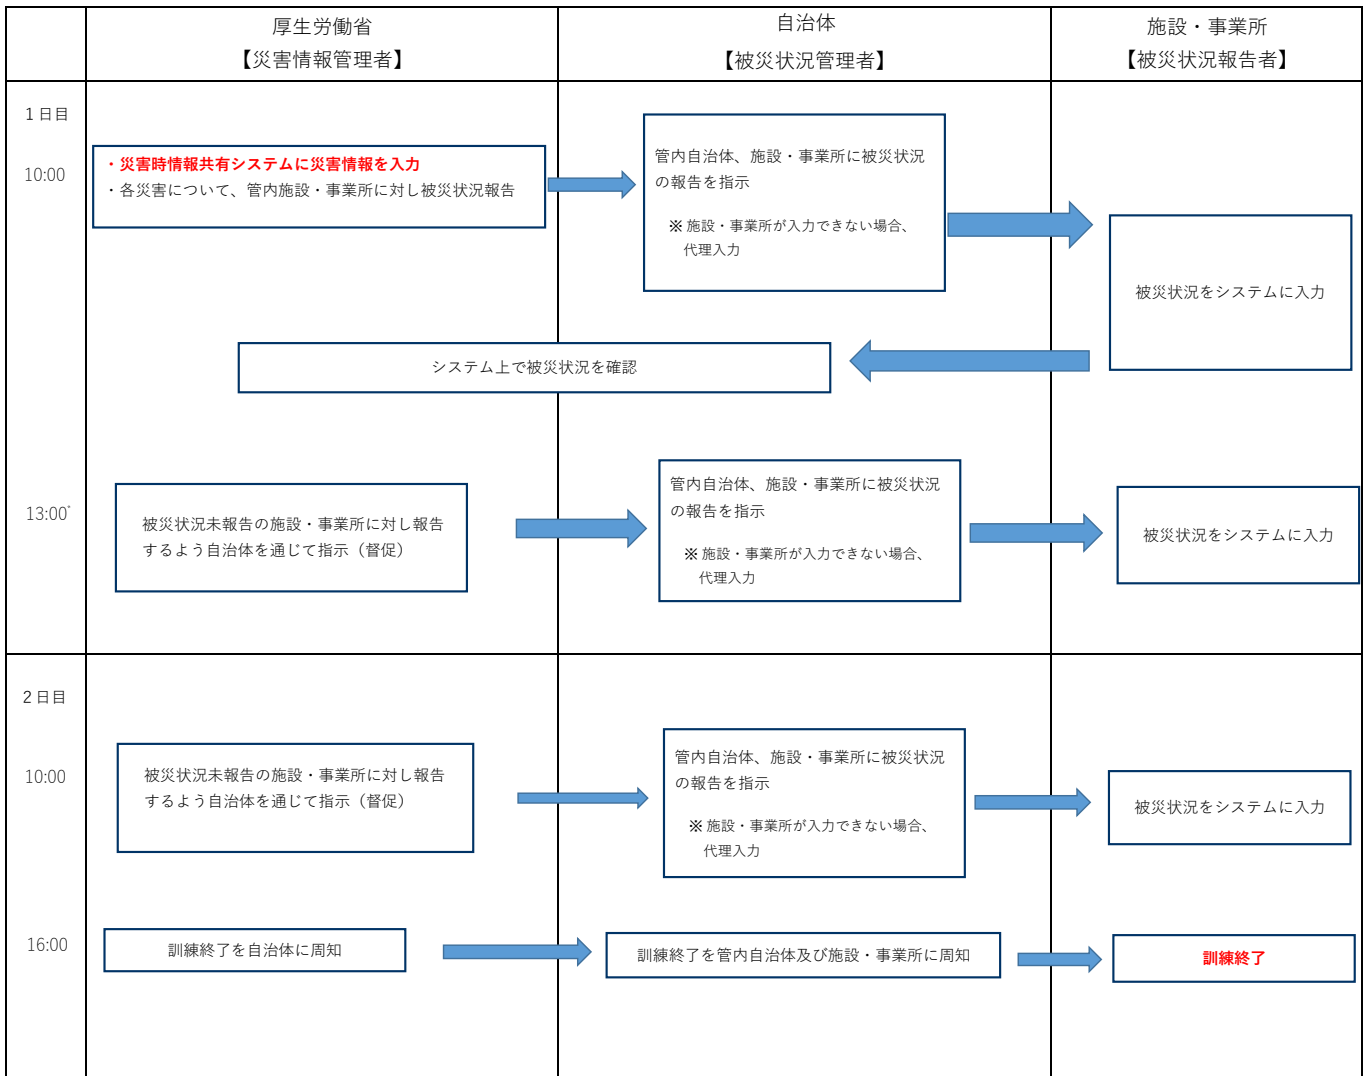 厚生労働省
【災害情報管理者】
自治体
【被災状況管理者】
施設・事業所
【被災状況報告者】
1日目
10:00
・災害時情報共有システムに災害情報を入力
・各災害について、管内施設・事業所に対し被災状況報告
管内自治体、施設・事業所に被災状況
の報告を指示
※ 施設・事業所が入力できない場合、
代理入力
被災状況をシステムに入力
システム上で被災状況を確認
13:00
被災状況未報告の施設・事業所に対し報告
するよう自治体を通じて指示（督促）
管内自治体、施設・事業所に被災状況
の報告を指示
※ 施設・事業所が入力できない場合、
代理入力
被災状況をシステムに入力
2日目
10:00
被災状況未報告の施設・事業所に対し報告
するよう自治体を通じて指示（督促）
管内自治体、施設・事業所に被災状況
の報告を指示
※ 施設・事業所が入力できない場合、
代理入力
被災状況をシステムに入力
16:00
訓練終了を自治体に周知
訓練終了を管内自治体及び施設・事業所に周知
訓練終了